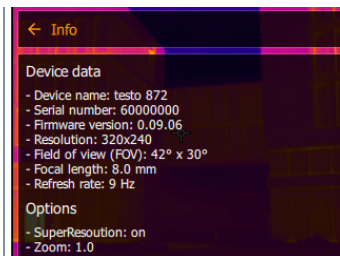 ← Info
Device data
- Device name: testo 872
- Serial number: 60000000
- Firmware version: 0.09.06
- Resolution: 320x240
- Field of view (FOV): 42° x 30°
- Focal length: 8.0 mm
- Refresh rate: 9 Hz
Options
- SuperResoution: on
- Zoom: 1.0